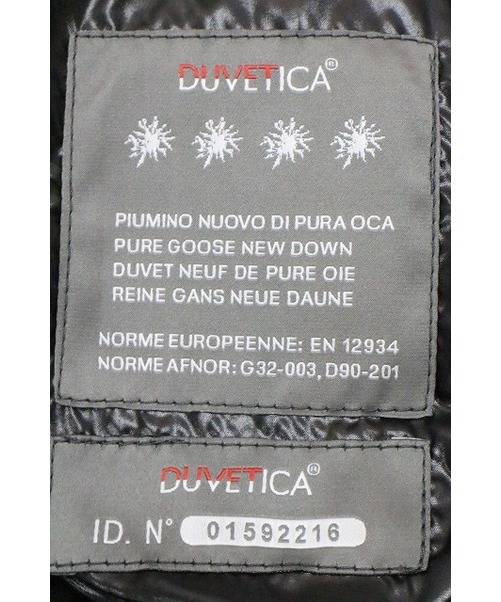 DUVETICA®
PIUMINO NUOVO DI PURA OCA
PURE GOOSE NEW DOWN
DUVET NEUF DE PURE OIE
REINE GANS NEUE DAUNE
NORME EUROPEENNE: EN 12934
NORME AFNOR: G32-003, D90-201
DUVETICA®
ID. N° 01592216